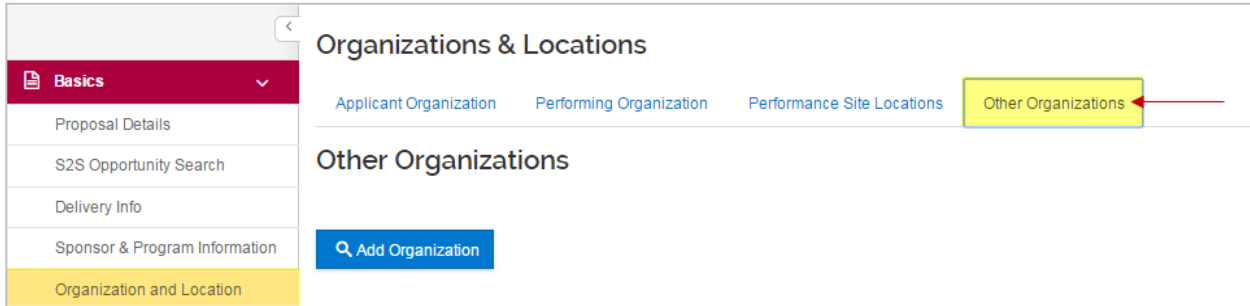 Basics
Proposal Details
S2S Opportunity Search
Delivery Info
Sponsor & Program Information
Organization and Location
Organizations & Locations
Applicant Organization Performing Organization Performance Site Locations Other Organizations
Other Organizations
Add Organization